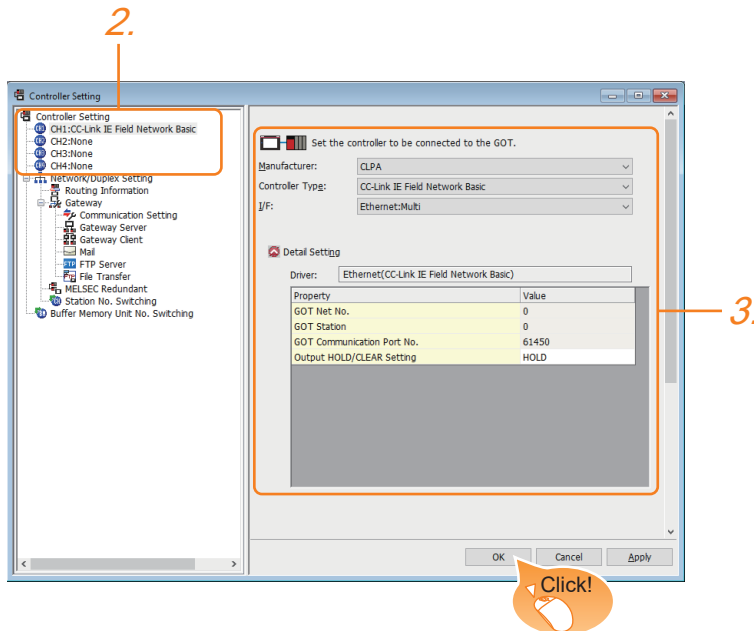 2.
Controller Setting
Controller Setting
CH1:CC-Link IE Field Network Basic
CH2:None
CH3:None
CH4:None
Network/Duplex Setting
Routing Information
Gateway
Communication Setting
Gateway Server
Gateway Client
Mail
FTP Server
File Transfer
MELSEC Redundant
Station No. Switching
Buffer Memory Unit No. Switching
Set the controller to be connected to the GOT.
Manufacturer: CLPA
Controller Type: CC-Link IE Field Network Basic
I/F: Ethernet:Multi
Detail Setting
Driver: Ethernet(CC-Link IE Field Network Basic)
Property Value
GOT Net No. 0
GOT Station 0
GOT Communication Port No. 61450
Output HOLD/CLEAR Setting HOLD
3.
OK Cancel Apply
Click!